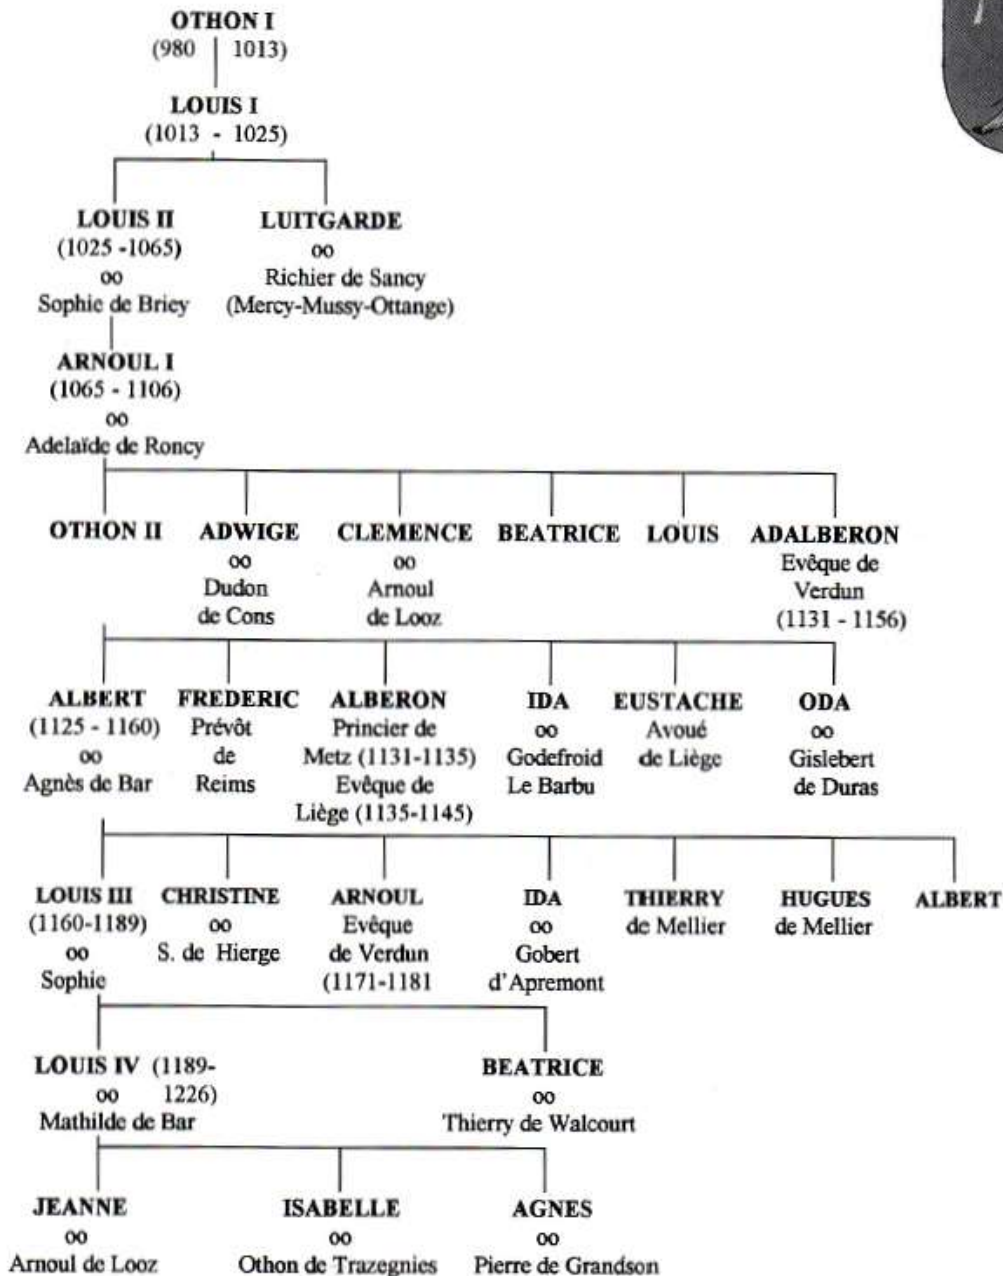 OTHON I
(980 1013)
LOUIS I
(1013 - 1025)
LOUIS II LUITGARDE
(1025 -1065) oo
oo Richier de Sancy
Sophie de Briey (Mercy-Mussy-Ottange)
ARNOUL I
(1065 - 1106)
oo
Adelaïde de Roncy
OTHON II ADWIGE CLEMENCE BEATRICE LOUIS ADALBERON
oo oo Evêque de
Dudon Arnoul Verdun
de Cons de Looz (1131 - 1156)
ALBERT FREDERIC ALBERON IDA EUSTACHE ODA
(1125 - 1160) Prévôt Princier de oo Avoué oo
oo de Metz (1131-1135) Godefroid de Liège Gislebert
Agnès de Bar Reims Evêque de Le Barbu de Duras
Liège (1135-1145)
LOUIS III CHRISTINE ARNOUL IDA THIERRY HUGUES ALBERT
(1160-1189) oo Evêque oo de Mellier de Mellier
oo S. de Hierge de Verdun Gobert
Sophie (1171-1181 d'Apremont
LOUIS IV (1189- BEATRICE
oo 1226) oo
Mathilde de Bar Thierry de Walcourt
JEANNE ISABELLE AGNES
oo oo oo
Arnoul de Looz Othon de Trazegnies Pierre de Grandson